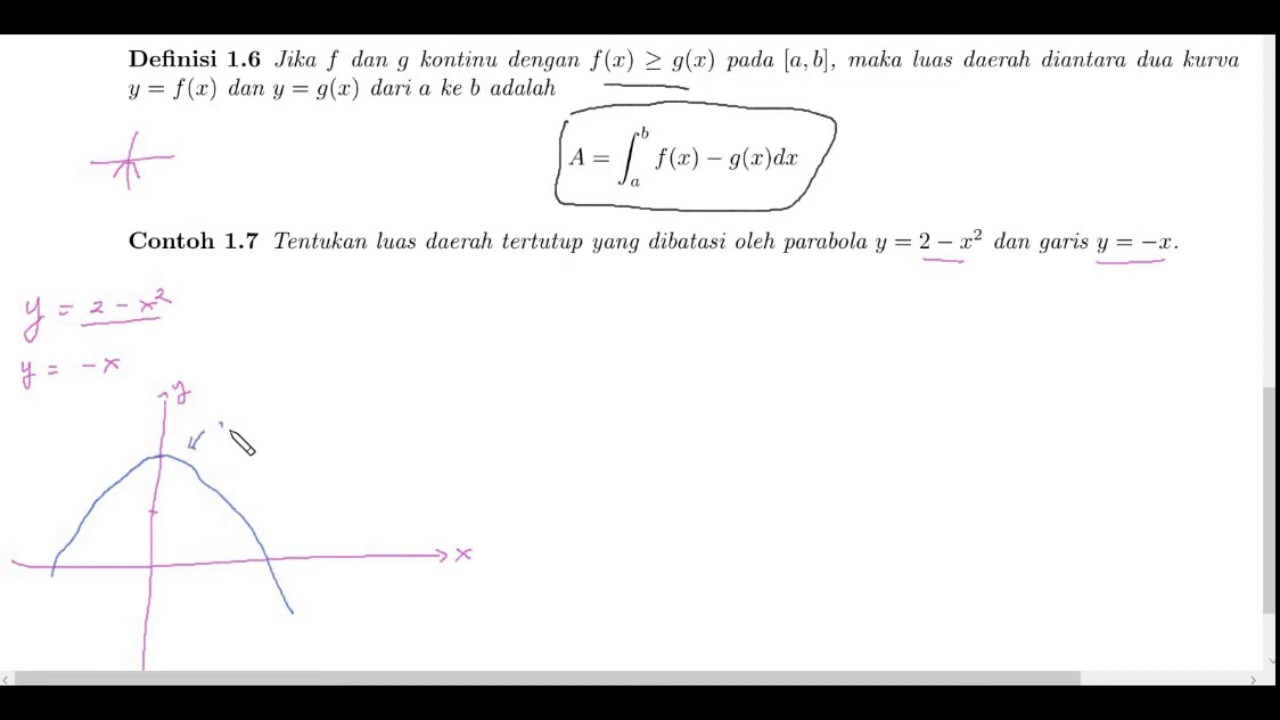 Definisi 1.6 Jika f dan g kontinu dengan f(x) ≥ g(x) pada [a, b], maka luas daerah diantara dua kurva
y = f(x) dan y = g(x) dari a ke b adalah
A = ∫_a^b f(x) − g(x)dx
Contoh 1.7 Tentukan luas daerah tertutup yang dibatasi oleh parabola y = 2 − x² dan garis y = −x.
y = 2 − x²
y = −x
y
x